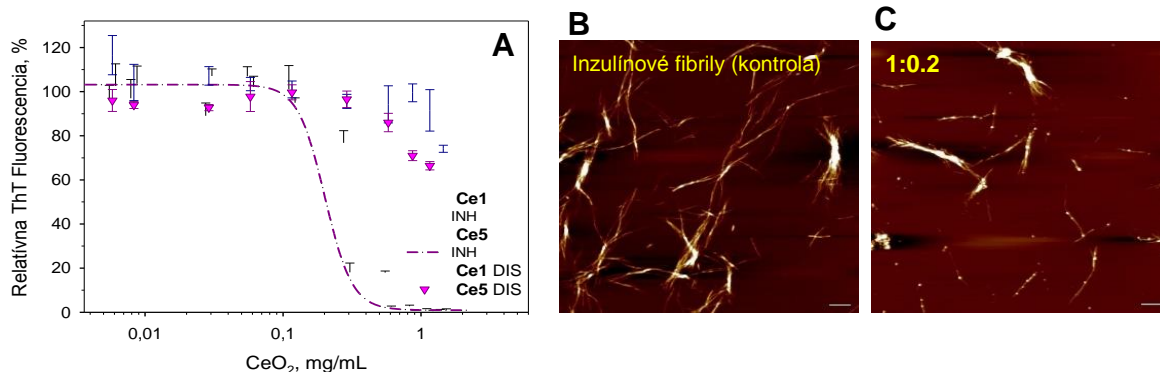 A
Relatívna ThT Fluorescencia, %
120
100
80
60
40
20
0
0,01
0,1
1
CeO2, mg/mL
Ce1
INH
Ce5
INH
Ce1 DIS
Ce5 DIS
B
Inzulínové fibrily (kontrola)
C
1:0.2